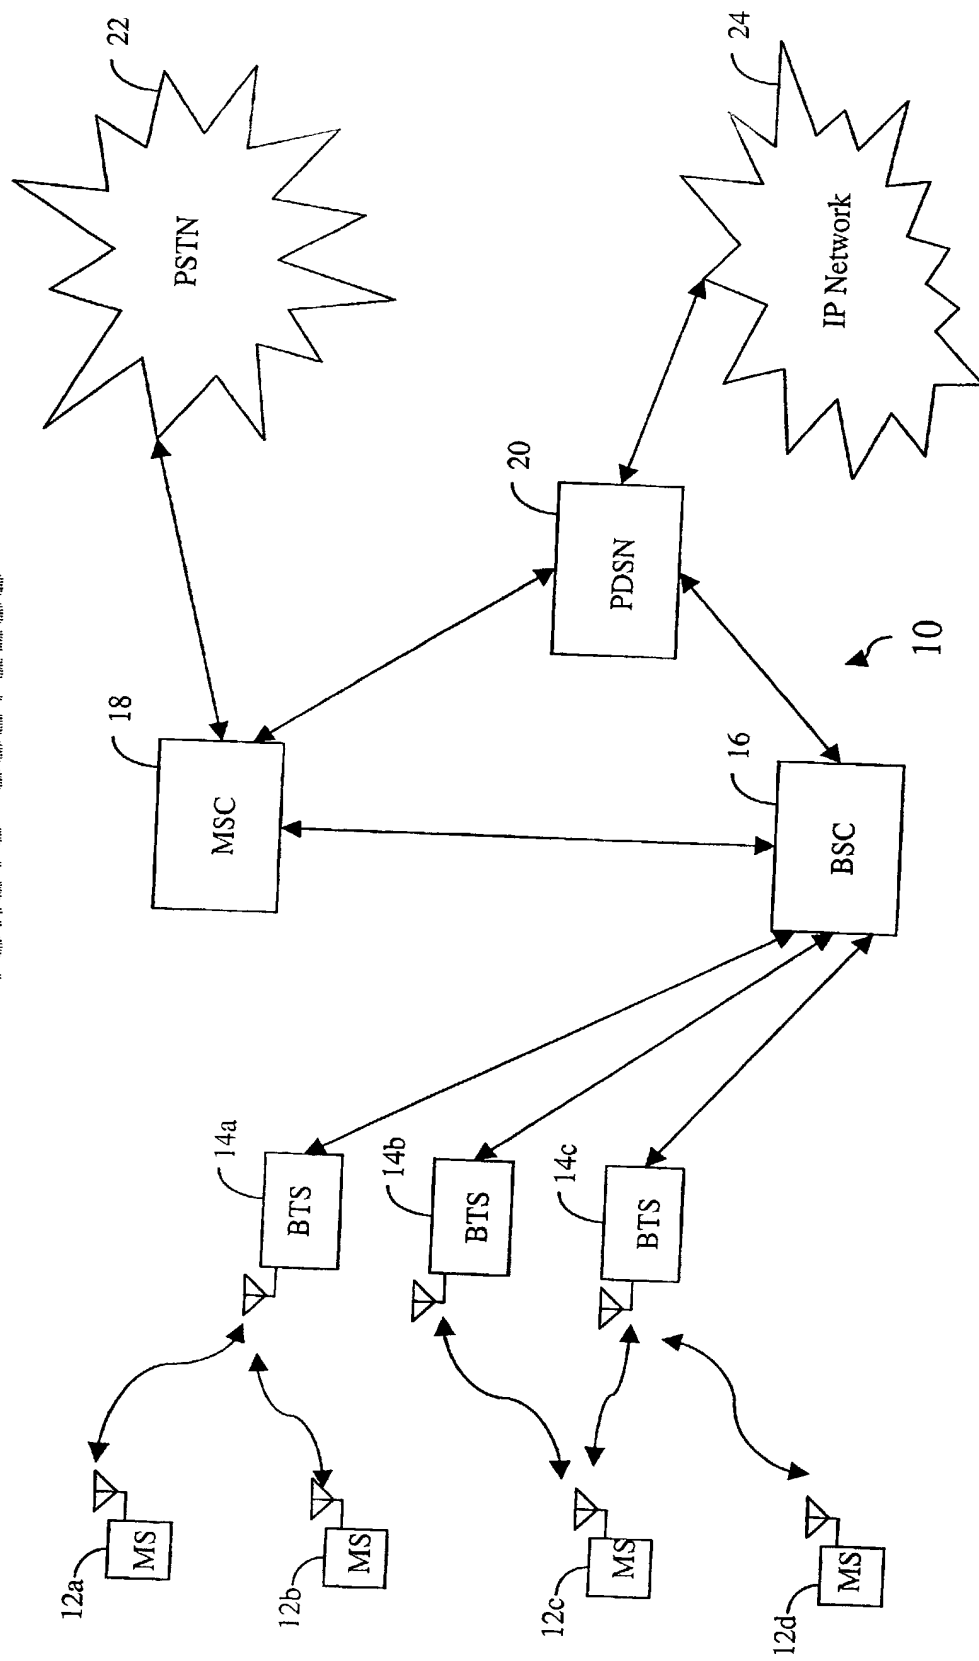 12a
MS
12b
MS
12c
MS
12d
MS
14a
BTS
14b
BTS
14c
BTS
18
MSC
16
BSC
20
PDSN
22
PSTN
24
IP Network
10